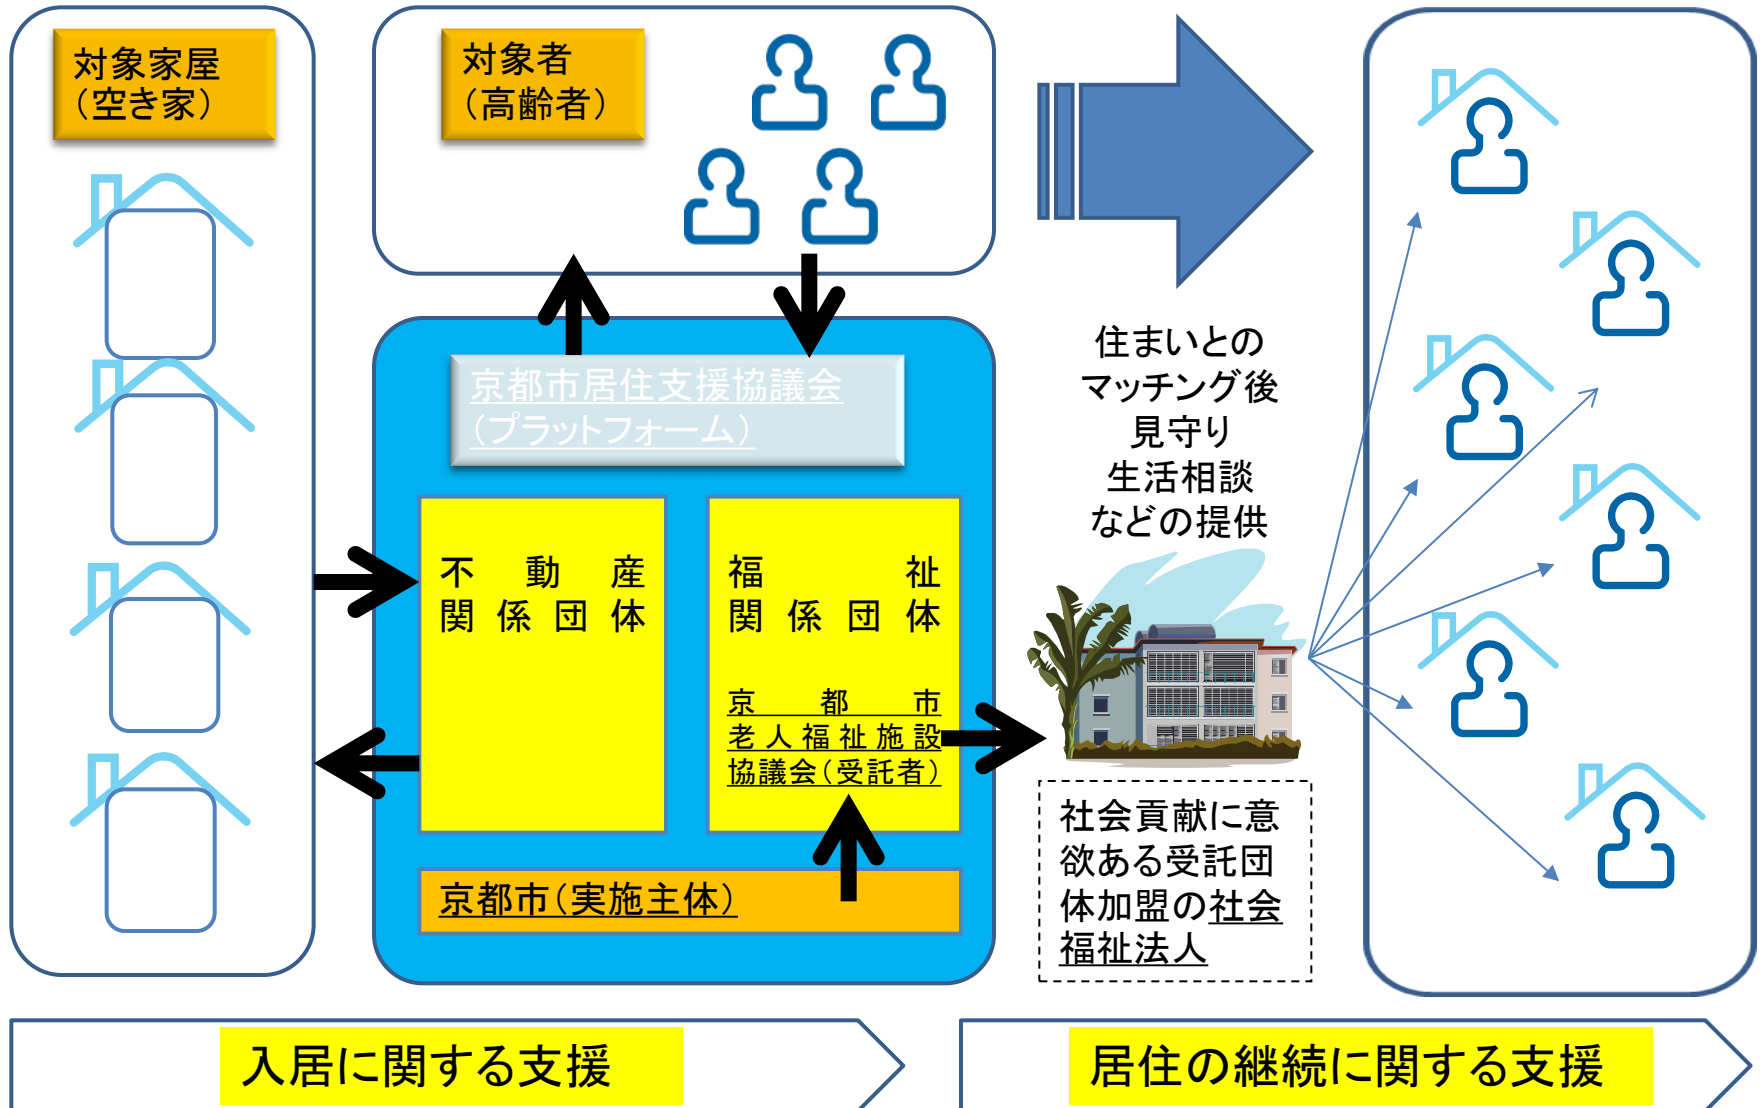 対象家屋
（空き家）
対象者
（高齢者）
京都市居住支援協議会
（プラットフォーム）
不動産
関係団体
福祉
関係団体
京都市
老人福祉施設
協議会（受託者）
京都市（実施主体）
住まいとの
マッチング後
見守り
生活相談
などの提供
社会貢献に意
欲ある受託団
体加盟の社会
福祉法人
入居に関する支援
居住の継続に関する支援